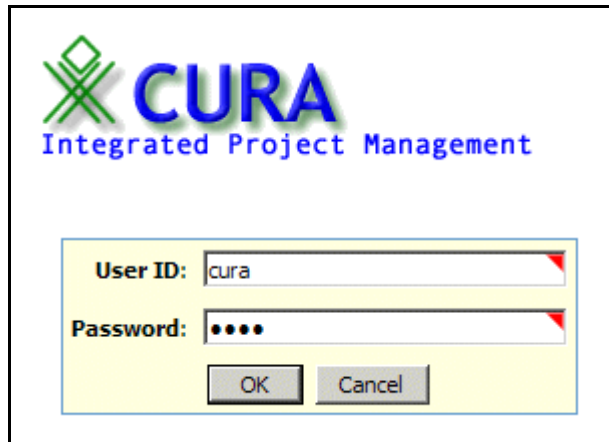 CURA
Integrated Project Management
User ID: cura
Password: ••••
OK Cancel